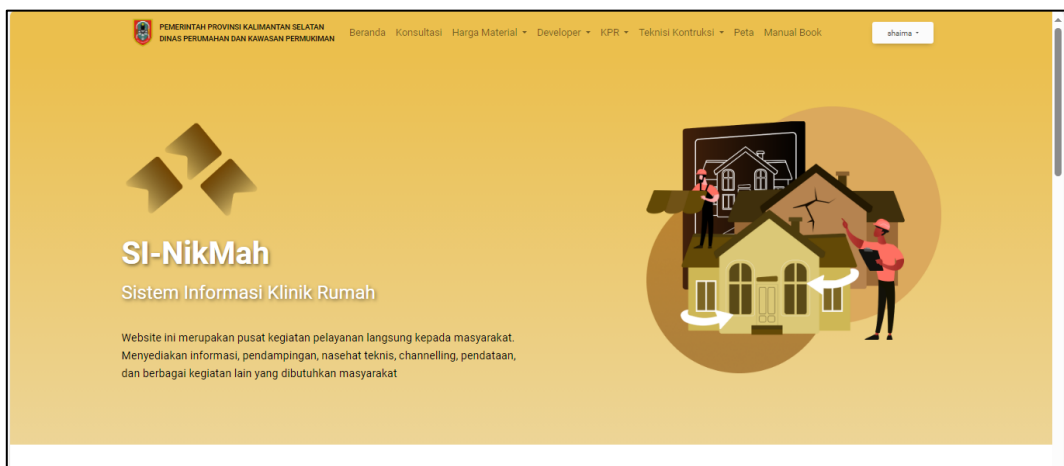 PEMERINTAH PROVINSI KALIMANTAN SELATAN
DINAS PERUMAHAN DAN KAWASAN PERMUKIMAN
Beranda Konsultasi Harga Material Developer KPR Teknisi Kontruksi Peta Manual Book
shaima
SI-NikMah
Sistem Informasi Klinik Rumah
Website ini merupakan pusat kegiatan pelayanan langsung kepada masyarakat.
Menyediakan informasi, pendampingan, nasehat teknis, channelling, pendataan,
dan berbagai kegiatan lain yang dibutuhkan masyarakat